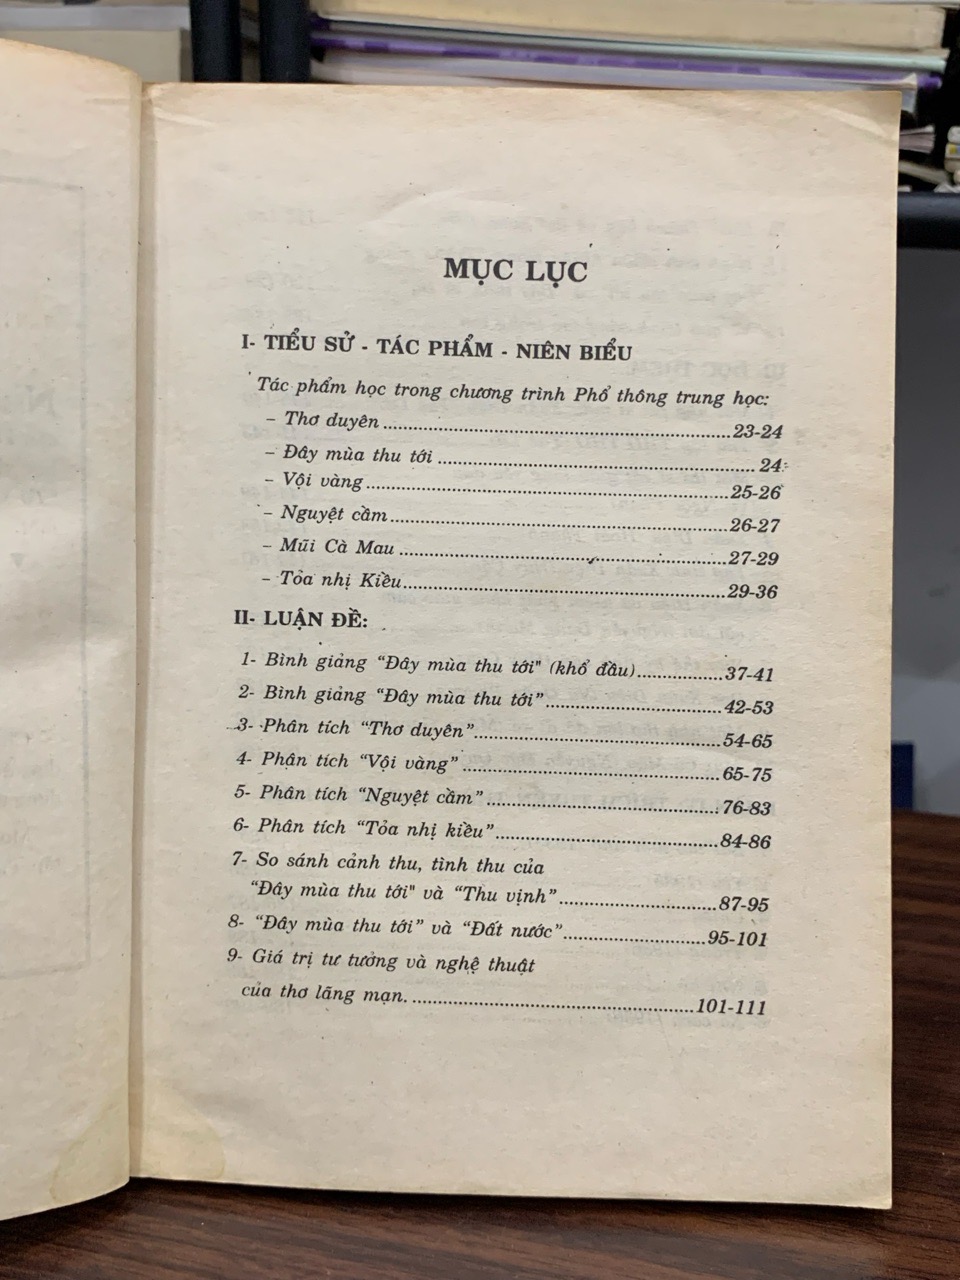 MỤC LỤC
I- TIỂU SỬ - TÁC PHẨM - NIÊN BIỂU
Tác phẩm học trong chương trình Phổ thông trung học:
– Thơ duyên ........ 23-24
– Đây mùa thu tới ........ 24
– Vội vàng ........ 25-26
– Nguyệt cầm ........ 26-27
– Mũi Cà Mau ........ 27-29
– Tỏa nhị Kiều ........ 29-36
II- LUẬN ĐỀ:
1- Bình giảng “Đây mùa thu tới" (khổ đầu) ........ 37-41
2- Bình giảng “Đây mùa thu tới” ........ 42-53
3- Phân tích “Thơ duyên” ........ 54-65
4- Phận tích “Vội vàng” ........ 65-75
5- Phân tích “Nguyệt cầm” ........ 76-83
6- Phân tích “Tỏa nhị kiều” ........ 84-86
7- So sánh cảnh thu, tình thu của
“Đây mùa thu tới" và “Thu vịnh” ........ 87-95
8- “Đây mùa thu tới” và “Đất nước” ........ 95-101
9- Giá trị tư tưởng và nghệ thuật
của thơ lãng mạn. ........ 101-111